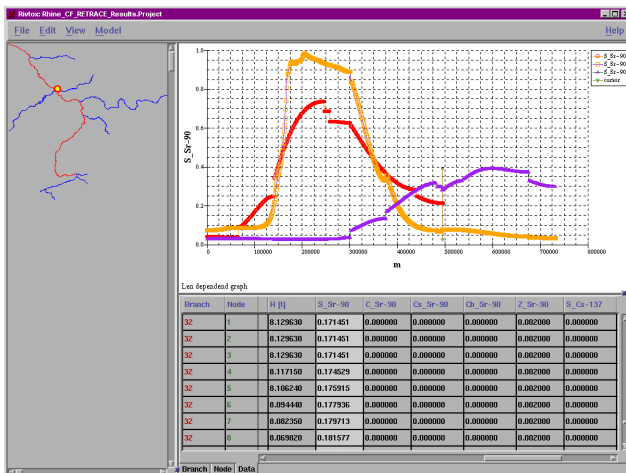 Rivtox: Rhine_CF_RETRACE_Results.Project
File Edit View Model Help
S_Sr-90
1.0
0.8
0.6
0.4
0.2
0.0
0 100000 200000 300000 400000 500000 600000 700000 800000
m
S_Sr-90
S_Sr-90
S_Sr-90
cursor
Len dependend graph
Branch Node H [t] S_Sr-90 C_Sr-90 Cs_Sr-90 Cb_Sr-90 Z_Sr-90 S_Cs-137
32 1 8.129630 0.171451 0.000000 0.000000 0.000000 0.002000 0.000000
32 2 8.129630 0.171451 0.000000 0.000000 0.000000 0.002000 0.000000
32 3 8.129630 0.171451 0.000000 0.000000 0.000000 0.002000 0.000000
32 4 8.117150 0.174529 0.000000 0.000000 0.000000 0.002000 0.000000
32 5 8.106240 0.175915 0.000000 0.000000 0.000000 0.002000 0.000000
32 6 8.094440 0.177936 0.000000 0.000000 0.000000 0.002000 0.000000
32 7 8.082350 0.179713 0.000000 0.000000 0.000000 0.002000 0.000000
32 8 8.069820 0.181577 0.000000 0.000000 0.000000 0.002000 0.000000
Branch Node Data